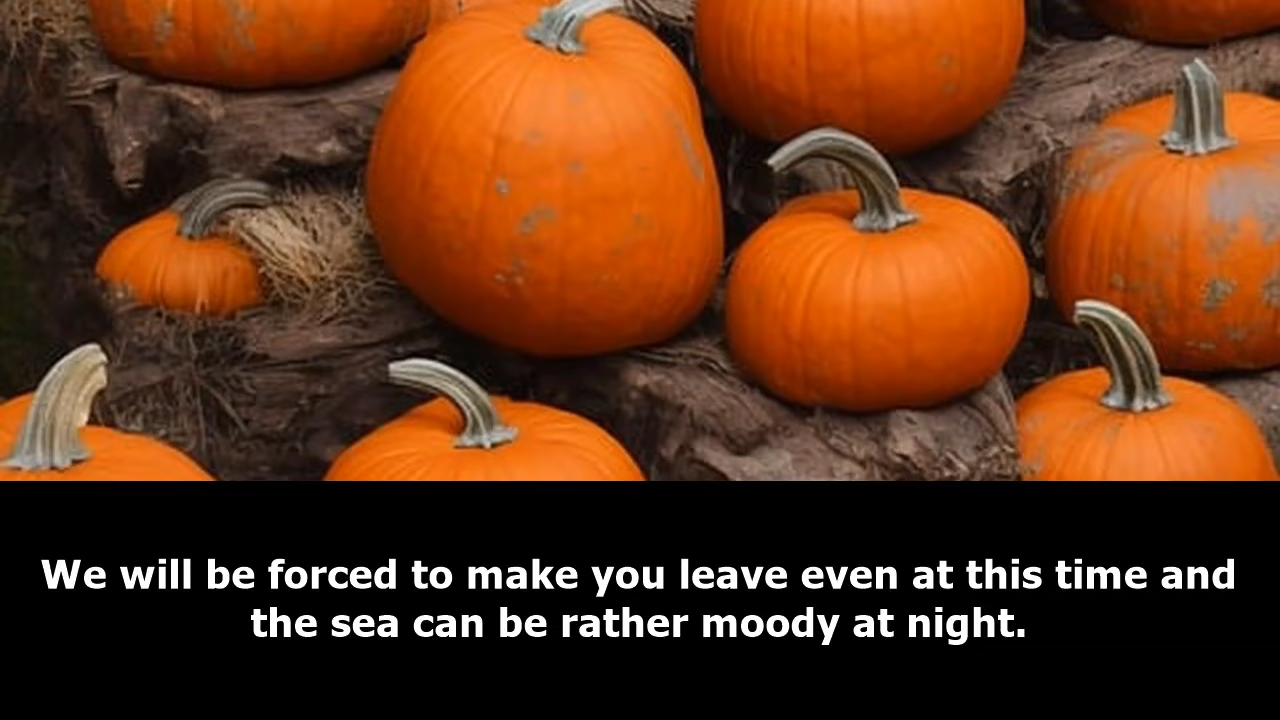 We will be forced to make you leave even at this time and
the sea can be rather moody at night.